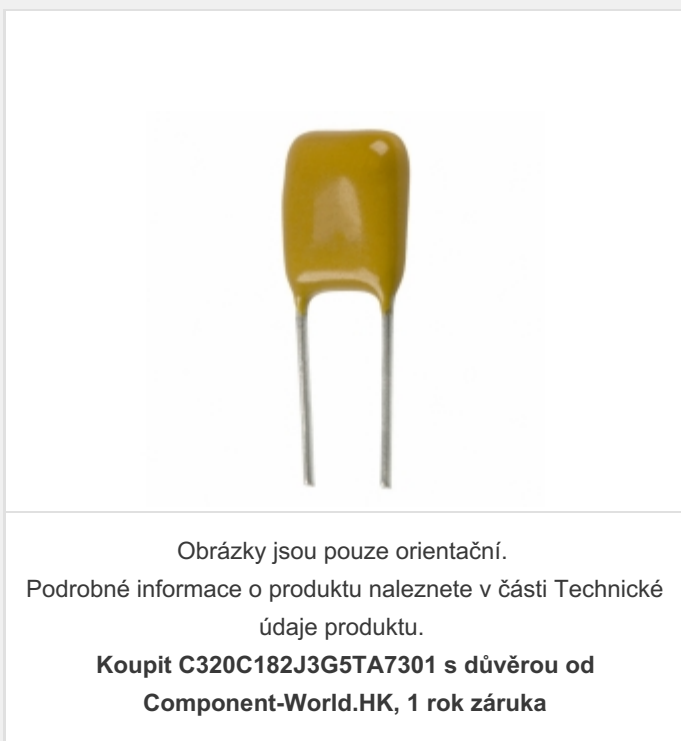 Obrázky jsou pouze orientační.
Podrobné informace o produktu naleznete v části Technické
údaje produktu.
Koupit C320C182J3G5TA7301 s důvěrou od
Component-World.HK, 1 rok záruka